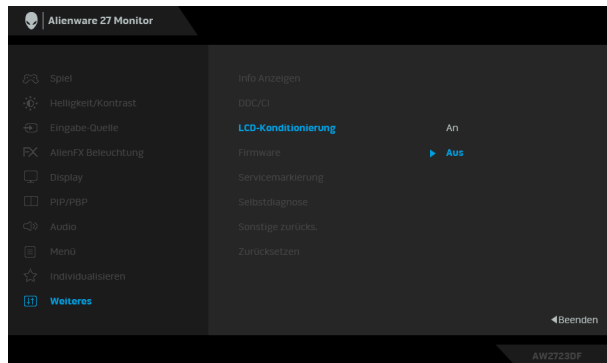 Alienware 27 Monitor
Spiel
Helligkeit/Kontrast
Eingabe-Quelle
AlienFX Beleuchtung
Display
PIP/PBP
Audio
Menü
Individualisieren
Weiteres
Info Anzeigen
DDC/CI
LCD-Konditionierung An
Firmware Aus
Servicemarkierung
Selbstdiagnose
Sonstige zurücks.
Zurücksetzen
Beenden
AW2723DF